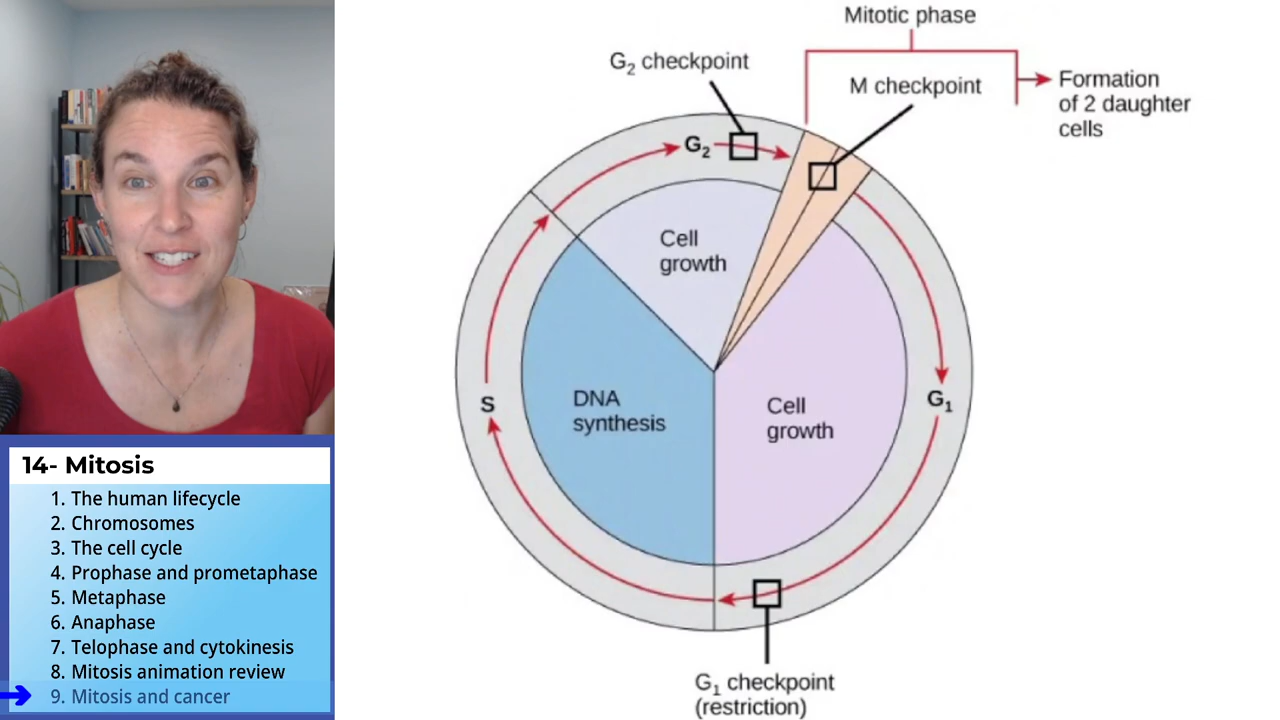 Mitotic phase
G₂ checkpoint
M checkpoint
Formation
of 2 daughter
cells
G₂
Cell
growth
S
DNA
synthesis
Cell
growth
G₁
G₁ checkpoint
(restriction)
14- Mitosis
1. The human lifecycle
2. Chromosomes
3. The cell cycle
4. Prophase and prometaphase
5. Metaphase
6. Anaphase
7. Telophase and cytokinesis
8. Mitosis animation review
9. Mitosis and cancer